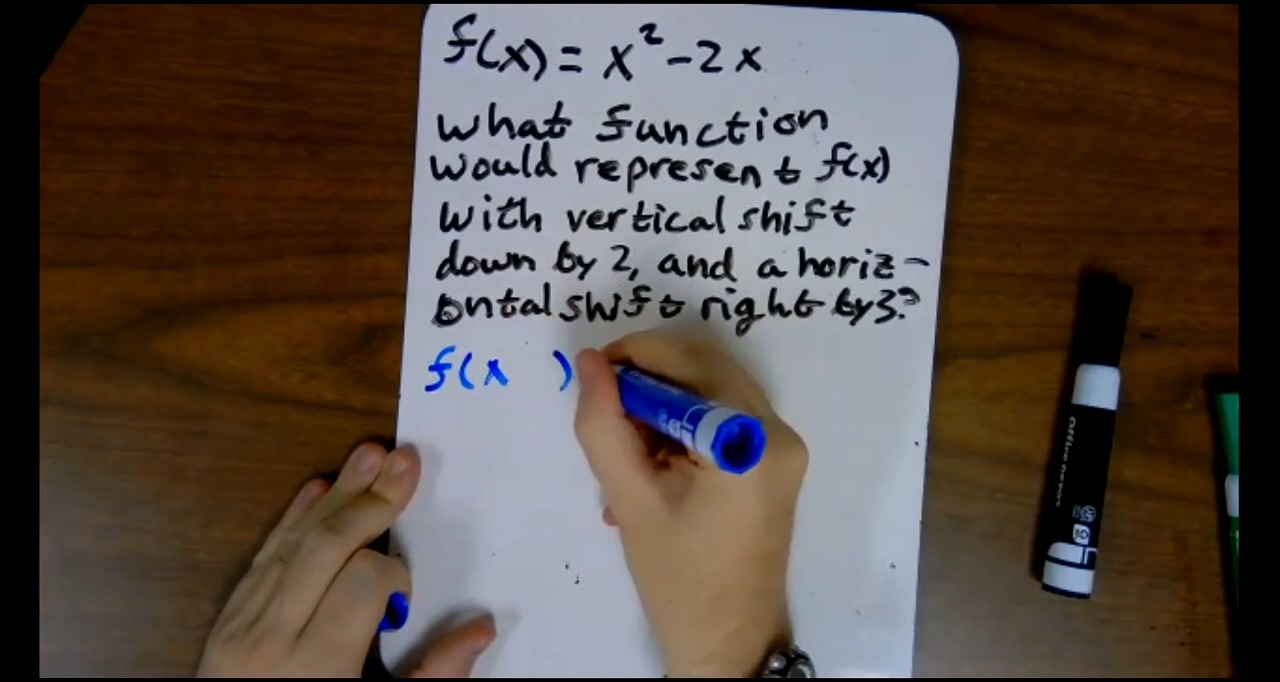 f(x) = x² - 2x
what function
would represent f(x)
with vertical shift
down by 2, and a horiz-
ontal shift right by 3?
f(x )